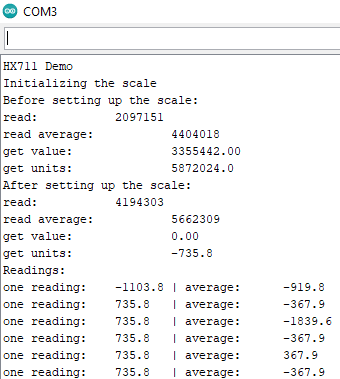 COM3
HX711 Demo
Initializing the scale
Before setting up the scale:
read: 2097151
read average: 4404018
get value: 3355442.00
get units: 5872024.0
After setting up the scale:
read: 4194303
read average: 5662309
get value: 0.00
get units: -735.8
Readings:
one reading: -1103.8 | average: -919.8
one reading: 735.8 | average: -367.9
one reading: 735.8 | average: -1839.6
one reading: 735.8 | average: -367.9
one reading: 735.8 | average: 367.9
one reading: 735.8 | average: -367.9